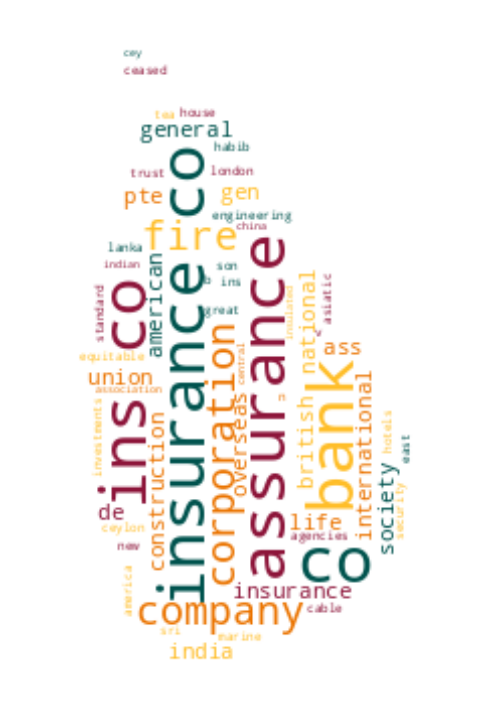 cey
ceased
tea
house
general
habib
co
trust
london
pte
gen
engineering
fire
china
lanka
american
assurance
indian
son
b
ins
insurance
co
standard
asiatic
insulated
national
great
corporation
equitable
central
ass
union
association
overseas
n
bank
international
investments
ins
construction
british
hotels
east
society
security
de
life
ceylon
agencies
new
co
america
insurance
company
cable
sri
marine
india